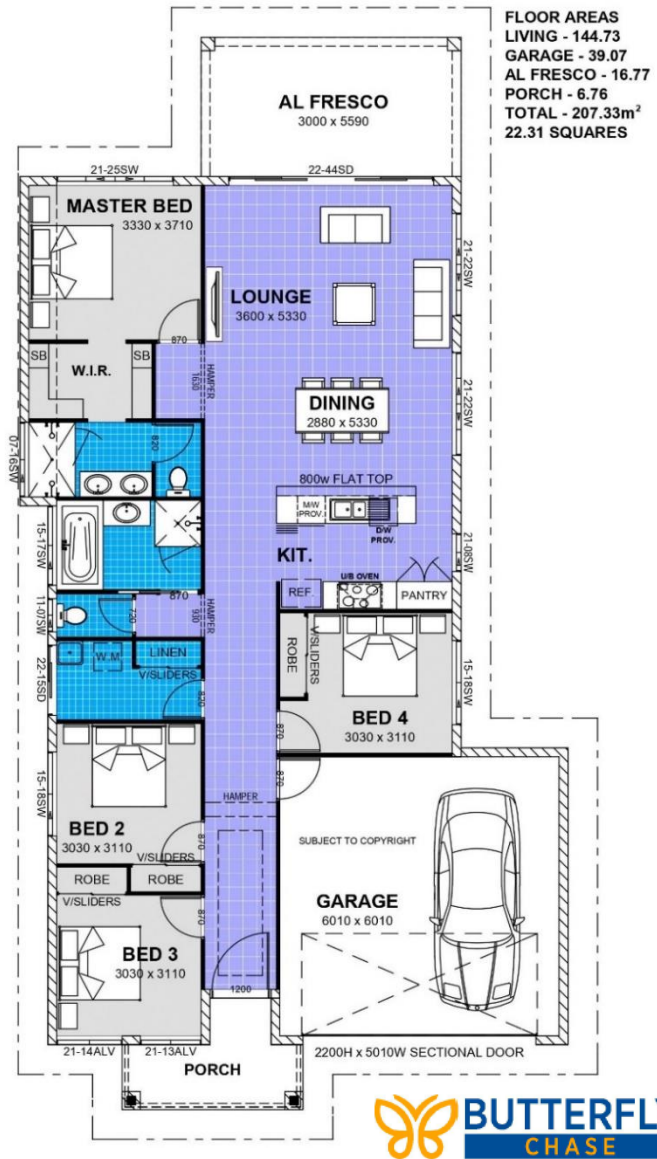 FLOOR AREAS
LIVING - 144.73
GARAGE - 39.07
AL FRESCO - 16.77
PORCH - 6.76
TOTAL - 207.33m²
22.31 SQUARES
AL FRESCO
3000 x 5590
21-25SW
22-44SD
MASTER BED
3330 x 3710
21-22SW
LOUNGE
3600 x 5330
870
SB
W.I.R.
SB
HAMPER
1630
21-22SW
DINING
2880 x 5330
07-16SW
820
800w FLAT TOP
M/W
PROV.
D/W
PROV.
15-17SW
KIT.
21-08SW
U/B OVEN
REF.
PANTRY
870
11-07SW
720
HAMPER
930
W.M
LINEN
V/SLIDERS
22-15SD
820
ROBE
V/SLIDERS
15-18SW
BED 4
3030 x 3110
870
870
15-18SW
BED 2
3030 x 3110
HAMPER
870
V/SLIDERS
SUBJECT TO COPYRIGHT
ROBE
ROBE
V/SLIDERS
870
GARAGE
6010 x 6010
BED 3
3030 x 3110
1200
21-14ALV
21-13ALV
2200H x 5010W SECTIONAL DOOR
PORCH
BUTTERFLY
CHASE